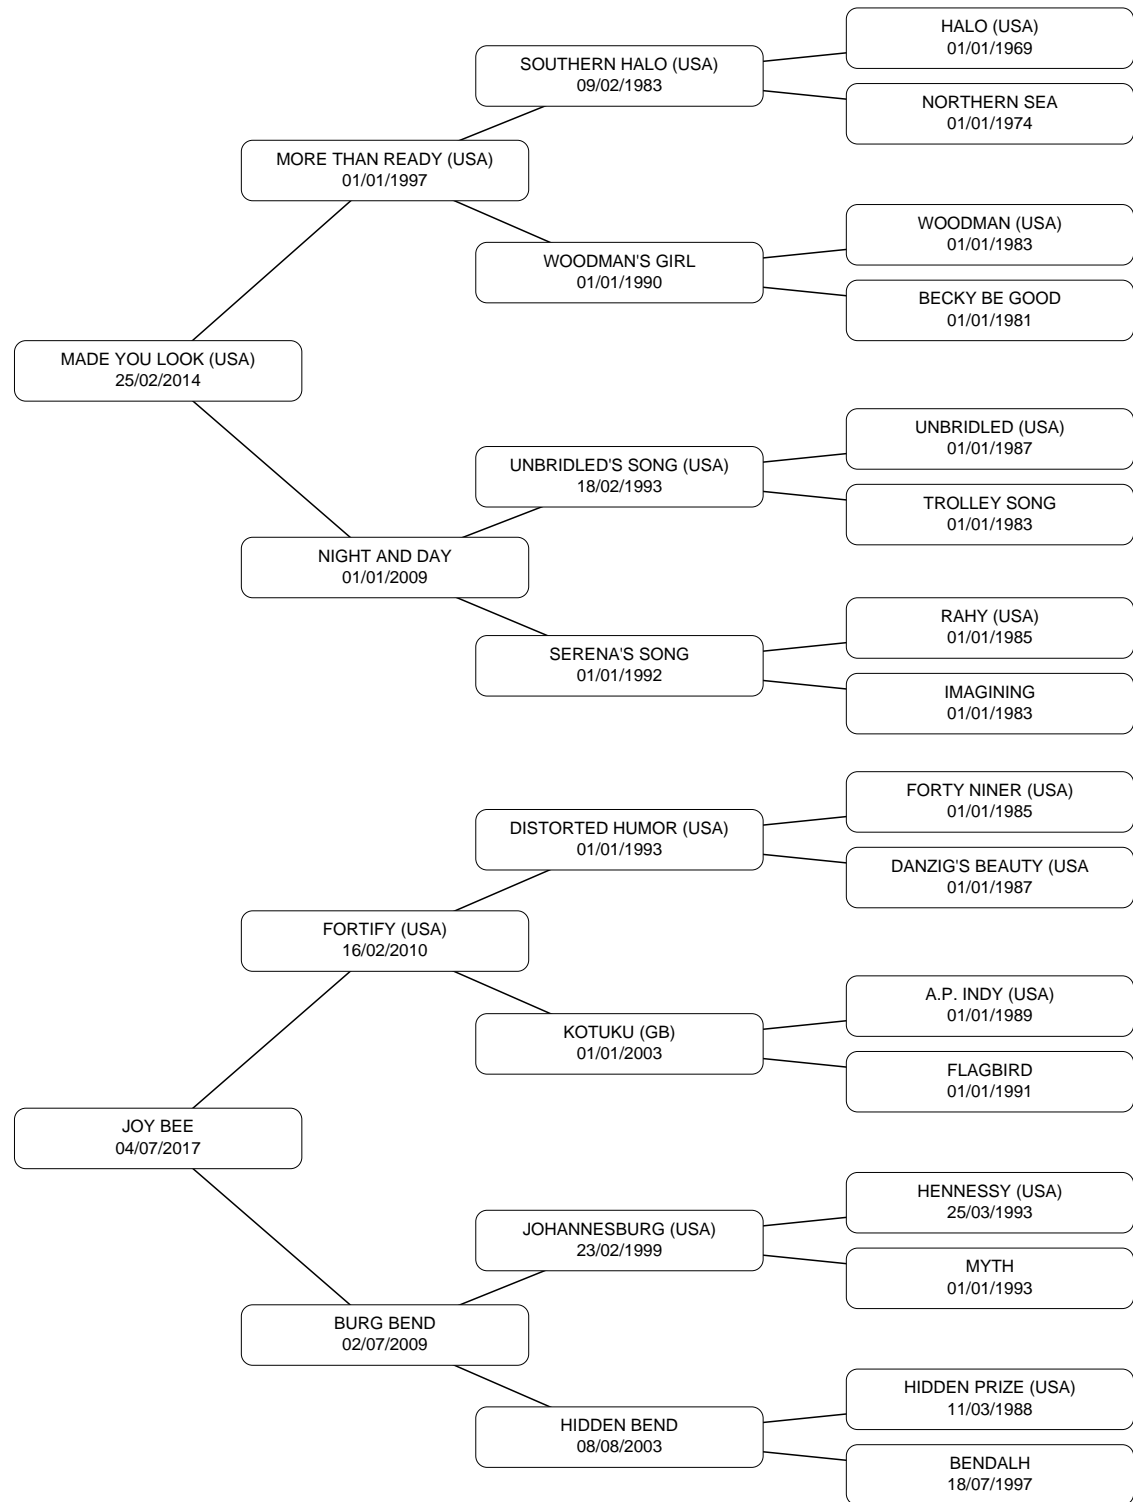 HALO (USA)
01/01/1969
SOUTHERN HALO (USA)
09/02/1983
NORTHERN SEA
01/01/1974
MORE THAN READY (USA)
01/01/1997
WOODMAN (USA)
01/01/1983
WOODMAN'S GIRL
01/01/1990
BECKY BE GOOD
01/01/1981
MADE YOU LOOK (USA)
25/02/2014
UNBRIDLED (USA)
01/01/1987
UNBRIDLED'S SONG (USA)
18/02/1993
TROLLEY SONG
01/01/1983
NIGHT AND DAY
01/01/2009
RAHY (USA)
01/01/1985
SERENA'S SONG
01/01/1992
IMAGINING
01/01/1983
FORTY NINER (USA)
01/01/1985
DISTORTED HUMOR (USA)
01/01/1993
DANZIG'S BEAUTY (USA
01/01/1987
FORTIFY (USA)
16/02/2010
A.P. INDY (USA)
01/01/1989
KOTUKU (GB)
01/01/2003
FLAGBIRD
01/01/1991
JOY BEE
04/07/2017
HENNESSY (USA)
25/03/1993
JOHANNESBURG (USA)
23/02/1999
MYTH
01/01/1993
BURG BEND
02/07/2009
HIDDEN PRIZE (USA)
11/03/1988
HIDDEN BEND
08/08/2003
BENDALH
18/07/1997